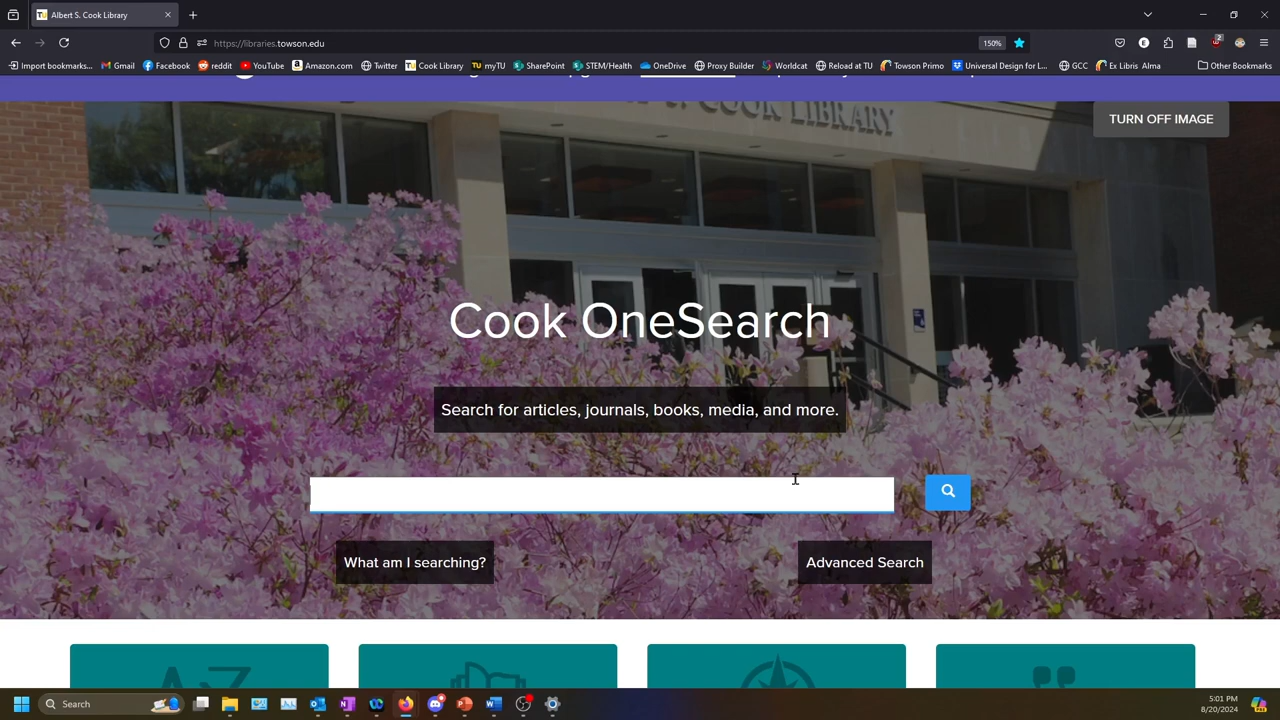 Albert S. Cook Library
https://libraries.towson.edu
150%
Import bookmarks...
Gmail
Facebook
reddit
YouTube
Amazon.com
Twitter
Cook Library
myTU
SharePoint
STEM/Health
OneDrive
Proxy Builder
Worldcat
Reload at TU
Towson Primo
Universal Design for L...
GCC
Ex Libris Alma
Other Bookmarks
S. COOK LIBRARY
TURN OFF IMAGE
Cook OneSearch
Search for articles, journals, books, media, and more.
What am I searching?
Advanced Search
Search
5:01 PM
8/20/2024